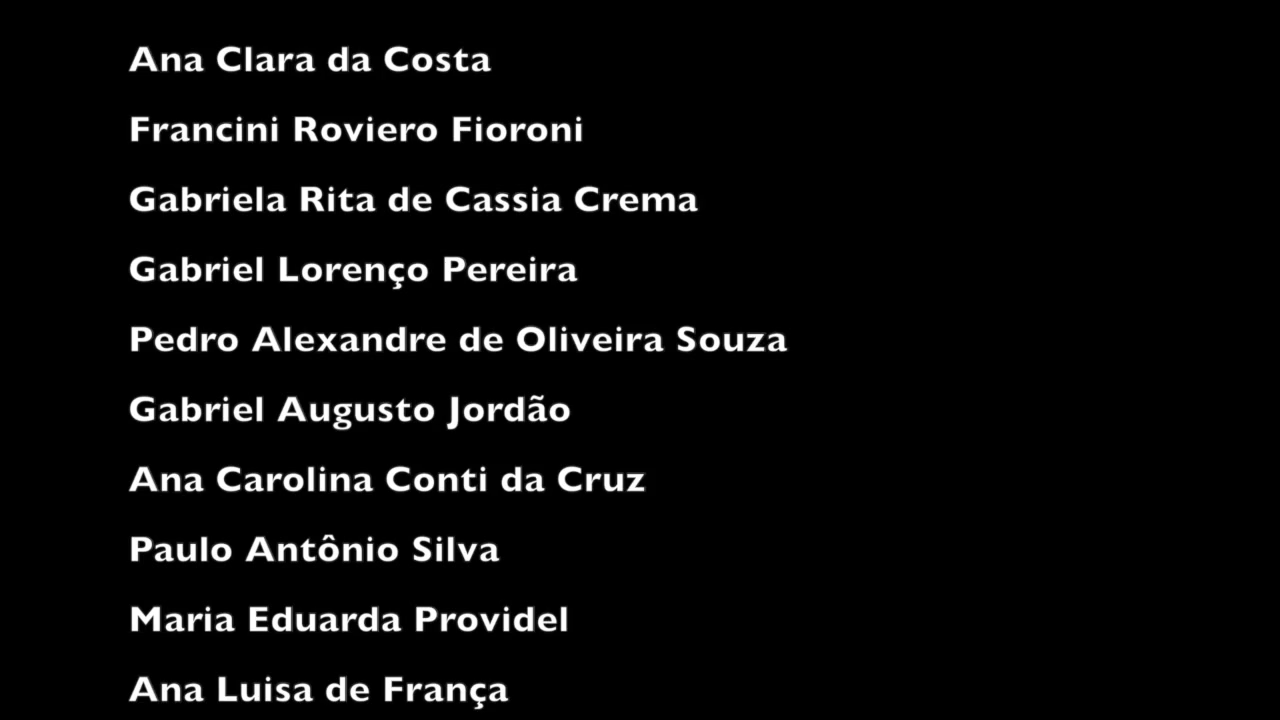 Ana Clara da Costa
Francini Roviero Fioroni
Gabriela Rita de Cassia Crema
Gabriel Lorenço Pereira
Pedro Alexandre de Oliveira Souza
Gabriel Augusto Jordão
Ana Carolina Conti da Cruz
Paulo Antônio Silva
Maria Eduarda Providel
Ana Luisa de França